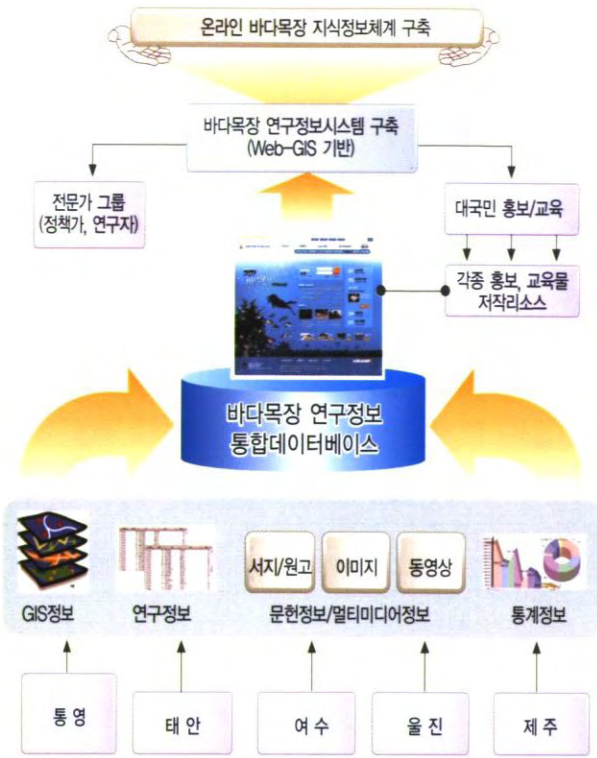 온라인 바다목장 지식정보체계 구축
바다목장 연구정보시스템 구축
(Web-GIS 기반)
전문가 그룹
(정책가, 연구자)
대국민 홍보/교육
각종 홍보, 교육물
저작리소스
바다목장 연구정보
통합데이터베이스
서지/원고
이미지
동영상
GIS정보
연구정보
문헌정보/멀티미디어정보
통계정보
통영
태안
여수
울진
제주